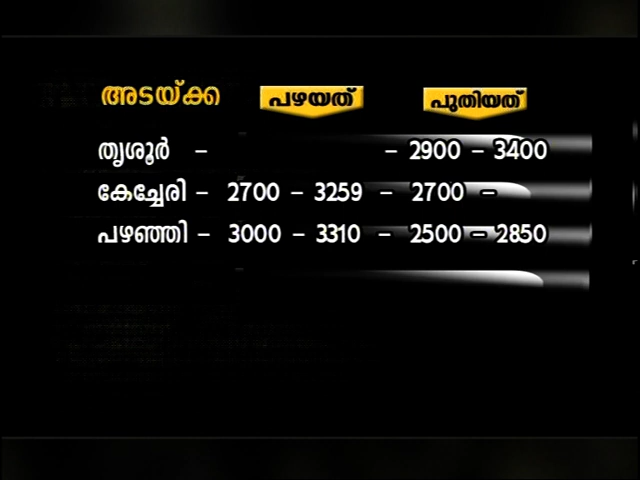 അടയ്ക്ക പഴയത് പുതിയത്
തൃശൂർ – – 2900 – 3400
കേച്ചേരി – 2700 – 3259 – 2700 –
പഴഞ്ഞി – 3000 – 3310 – 2500 – 2850